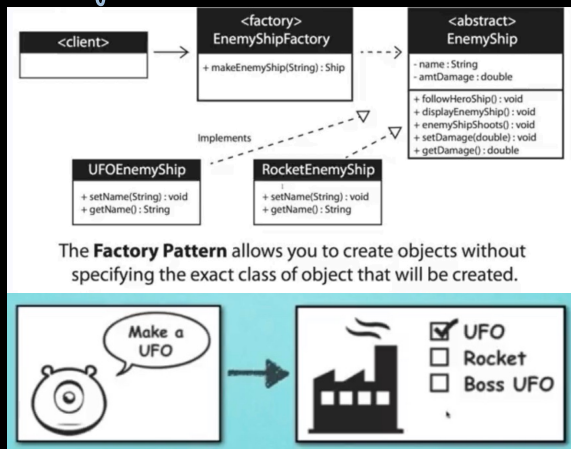 <client>
<factory>
EnemyShipFactory
+ makeEnemyShip(String) : Ship
<abstract>
EnemyShip
- name : String
- amtDamage : double
+ followHeroShip() : void
+ displayEnemyShip() : void
+ enemyShipShoots() : void
+ setDamage(double) : void
+ getDamage() : double
Implements
UFOEnemyShip
+ setName(String) : void
+ getName() : String
RocketEnemyShip
+ setName(String) : void
+ getName() : String
The Factory Pattern allows you to create objects without
specifying the exact class of object that will be created.
Make a
UFO
UFO
Rocket
Boss UFO